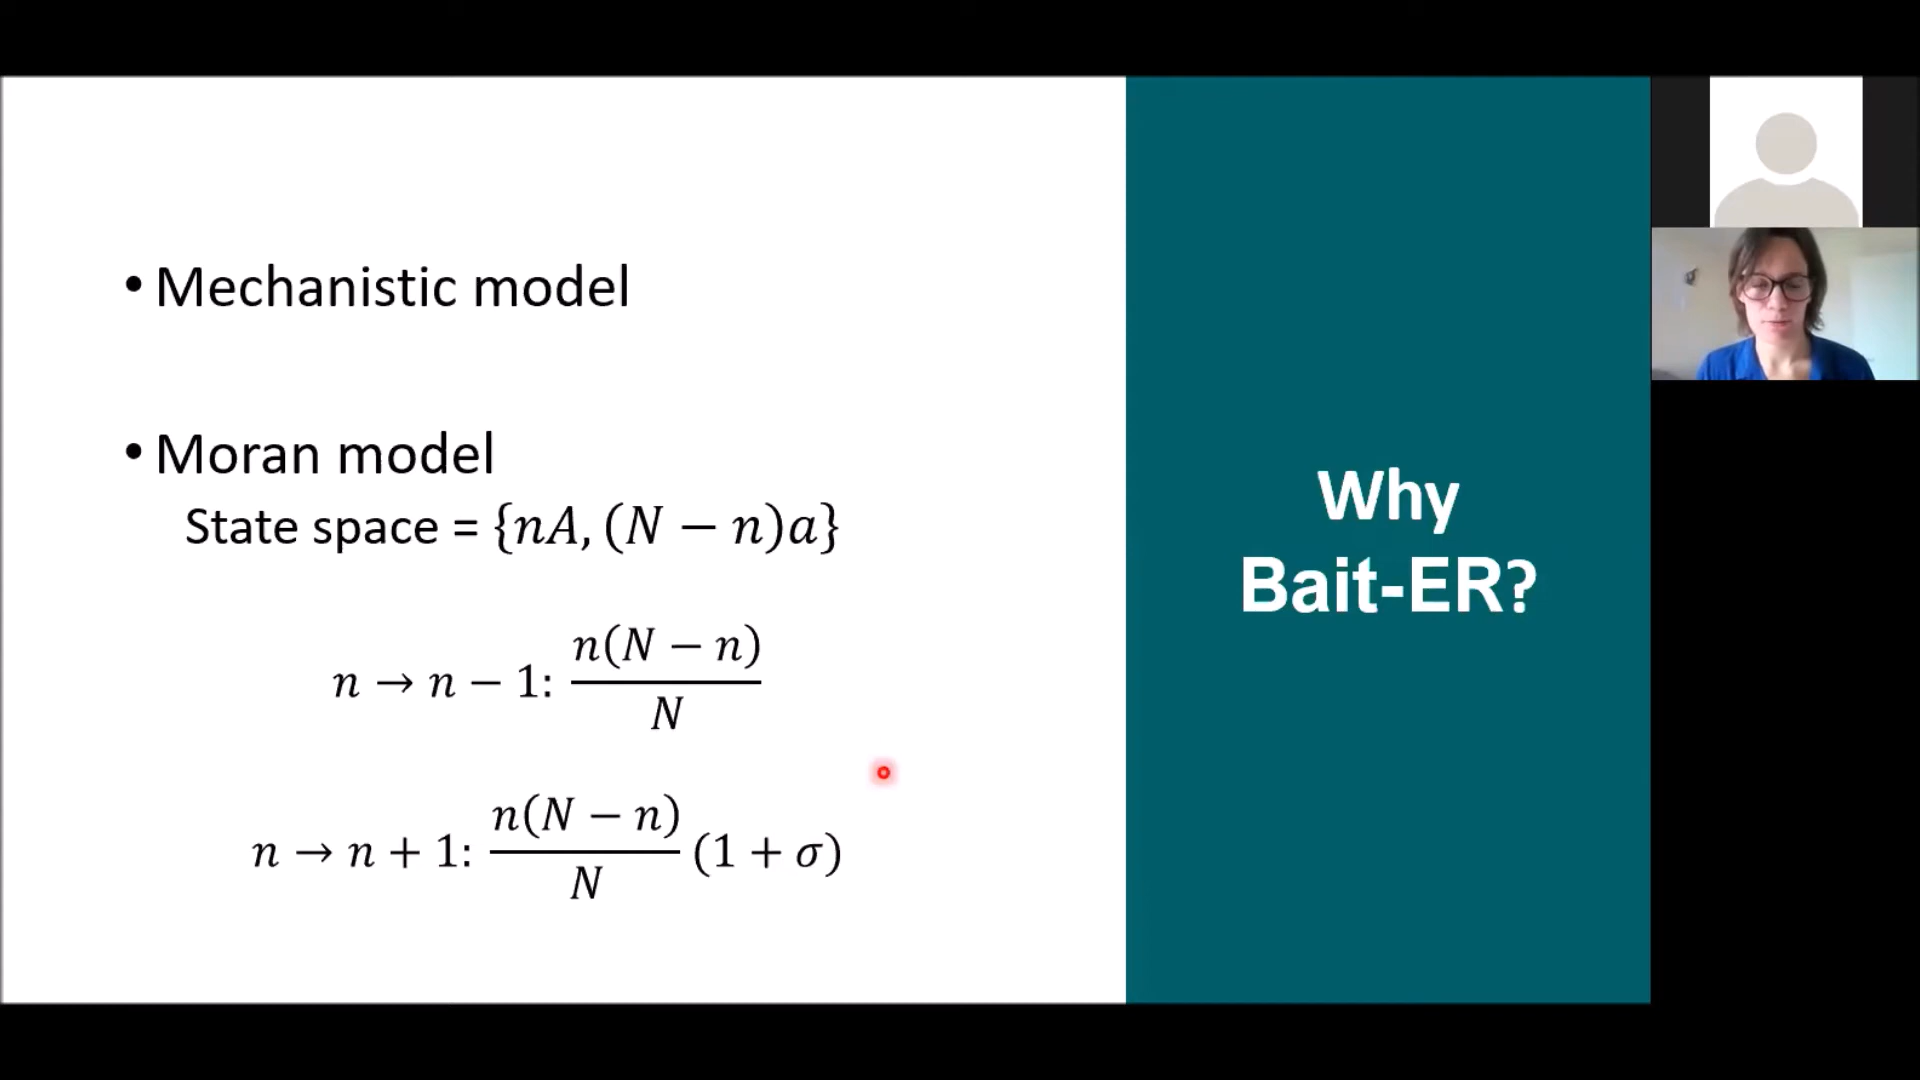 • Mechanistic model
• Moran model
State space = {nA, (N − n)a}
n → n − 1: n(N − n)/N
n → n + 1: n(N − n)/N (1 + σ)
Why
Bait-ER?